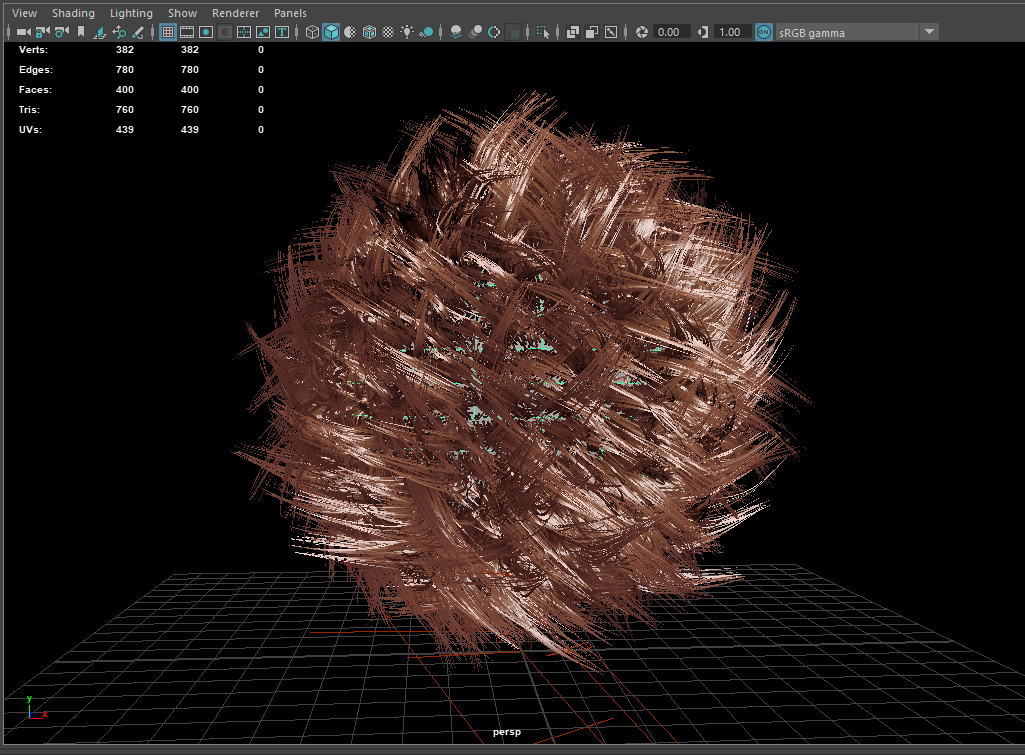 View Shading Lighting Show Renderer Panels
0.00 1.00 ON sRGB gamma
Verts: 382 382 0
Edges: 780 780 0
Faces: 400 400 0
Tris: 760 760 0
UVs: 439 439 0
y
x
persp